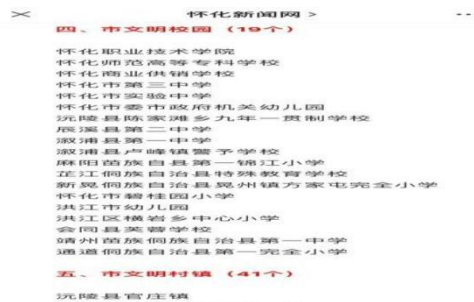 怀化新闻网 >
四、市文明校园（19个）
怀化职业技术学院
怀化师范高等专科学校
怀化商业供销学校
怀化市第三中学
怀化市实验中学
怀化市委市政府机关幼儿园
沅陵县陈家滩乡九年一贯制学校
辰溪县第二中学
溆浦县第一中学
溆浦县卢峰镇警予学校
麻阳苗族自治县第一锦江小学
芷江侗族自治县特殊教育学校
新晃侗族自治县晃州镇方家屯完全小学
怀化市碧桂园小学
洪江市幼儿园
洪江区横岩乡中心小学
会同县芙蓉学校
靖州苗族侗族自治县第一中学
通道侗族自治县第一完全小学
五、市文明村镇（41个）
沅陵县官庄镇